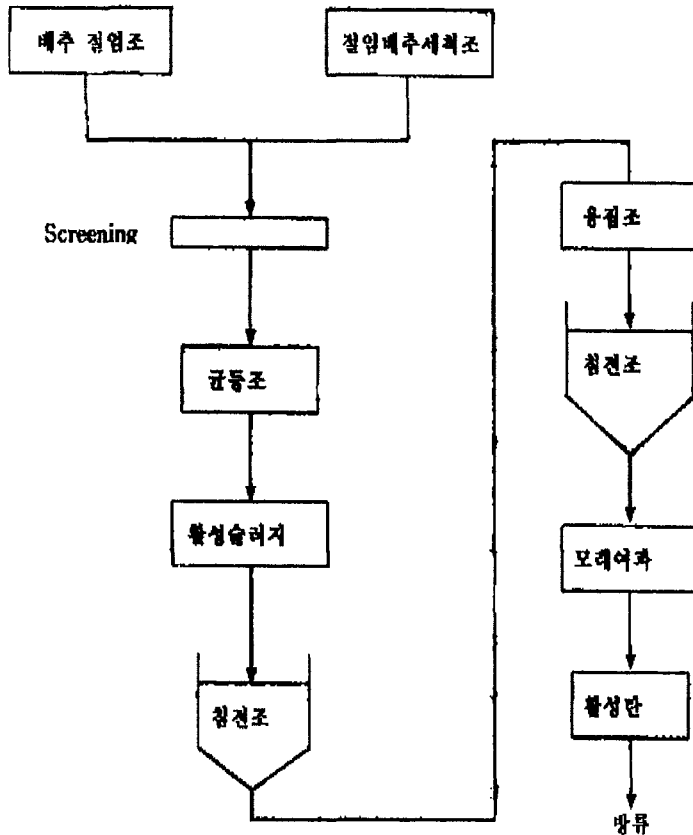 배추 절염조
절임배추세척조
Screening
균등조
활성슬러지
침전조
응집조
침전조
모래여과
활성탄
방류